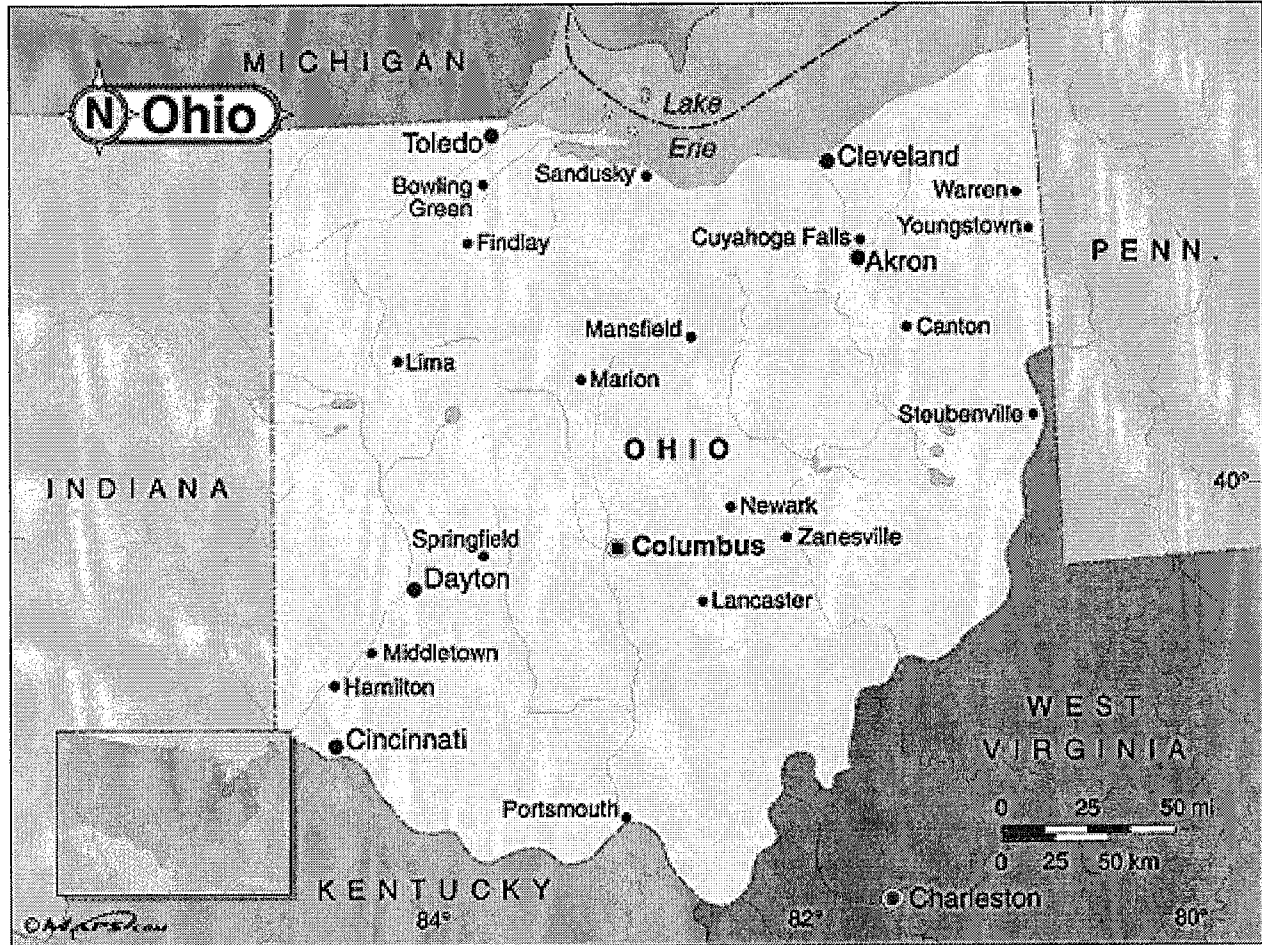 MICHIGAN
N Ohio
Lake
Erie
Toledo
Cleveland
Sandusky
Bowling
Green
Warren
Youngstown
Findlay
Cuyahoga Falls
Akron
PENN.
Mansfield
Canton
Lima
Marion
Steubenville
OHIO
INDIANA
40°
Newark
Springfield
Columbus
Zanesville
Dayton
Lancaster
Middletown
Hamilton
WEST
VIRGINIA
Cincinnati
Portsmouth
0 25 50 mi
0 25 50 km
KENTUCKY
Charleston
84°
82°
80°